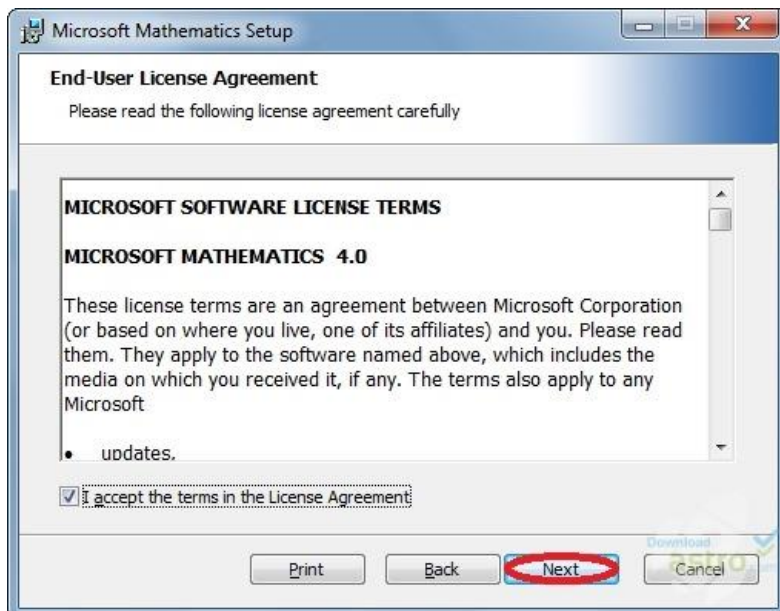 Microsoft Mathematics Setup
End-User License Agreement
Please read the following license agreement carefully
MICROSOFT SOFTWARE LICENSE TERMS
MICROSOFT MATHEMATICS 4.0
These license terms are an agreement between Microsoft Corporation
(or based on where you live, one of its affiliates) and you. Please read
them. They apply to the software named above, which includes the
media on which you received it, if any. The terms also apply to any
Microsoft
• updates,
I accept the terms in the License Agreement
Download
astro
Print Back Next Cancel